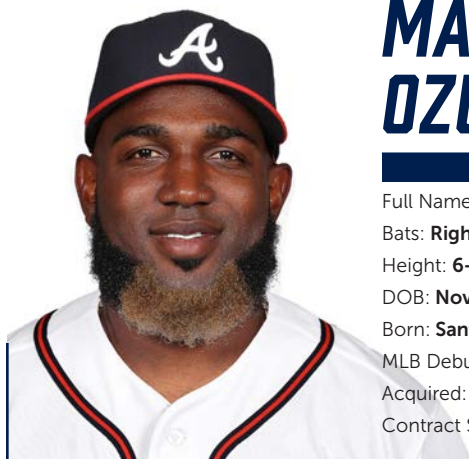 A
MA
OZU
Full Name
Bats: Righ
Height: 6-
DOB: Nov
Born: San
MLB Debu
Acquired:
Contract S